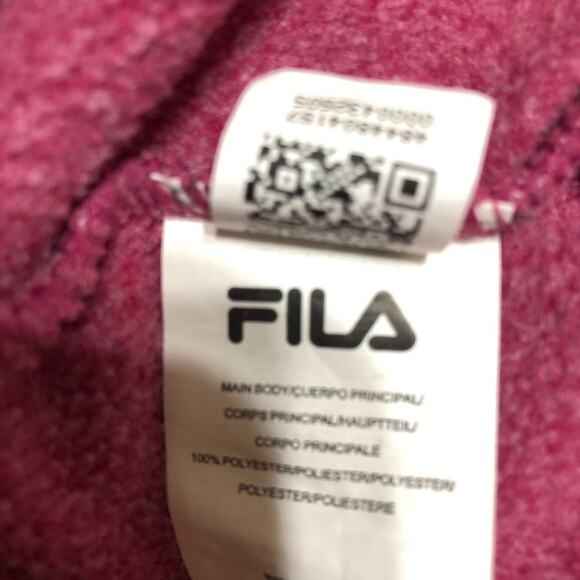 FILA
MAIN BODY/CUERPO PRINCIPAL/
CORPS PRINCIPAL/HAUPTTEIL/
CORPO PRINCIPALE
100% POLYESTER/POLIESTER/POLYESTER/
POLYESTER/POLIESTERE